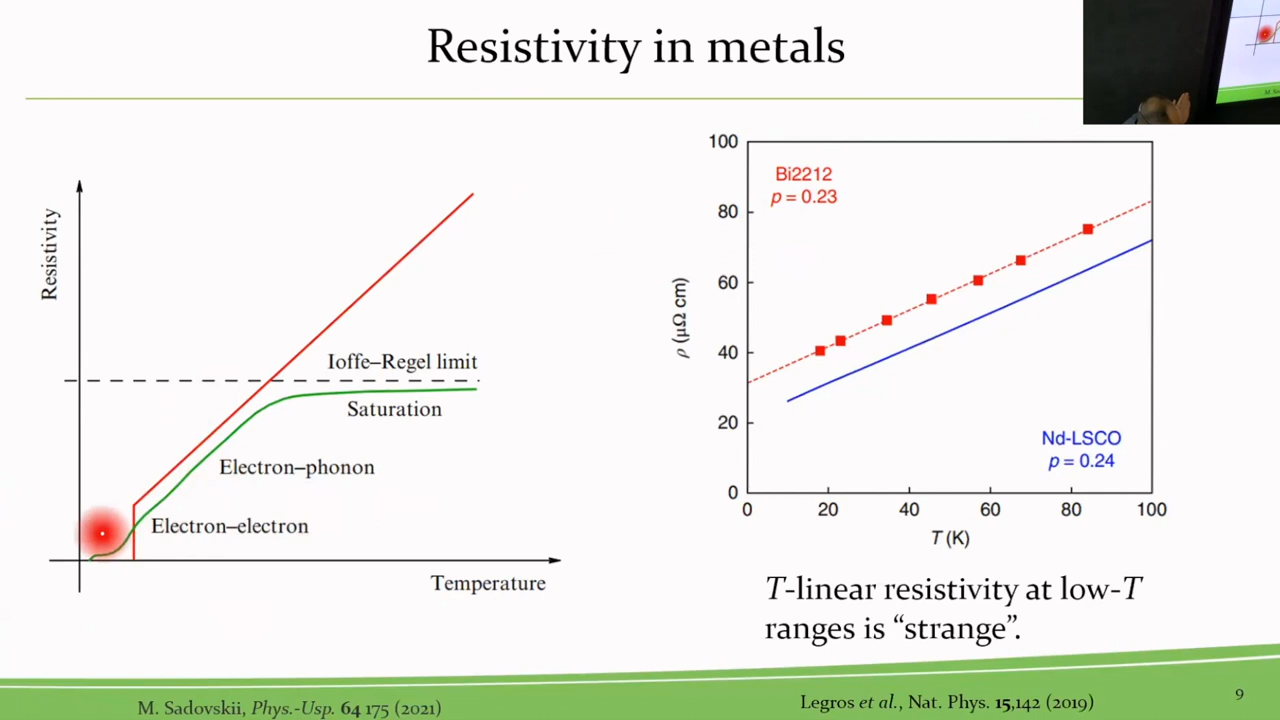 Resistivity in metals
Resistivity
Ioffe–Regel limit
Saturation
Electron–phonon
Electron–electron
Temperature
100
80
60
40
20
0
ρ (μΩ cm)
Bi2212
p = 0.23
Nd-LSCO
p = 0.24
0 20 40 60 80 100
T (K)
T-linear resistivity at low-T
ranges is “strange”.
M. Sadovskii, Phys.-Usp. 64 175 (2021)
Legros et al., Nat. Phys. 15,142 (2019)
9